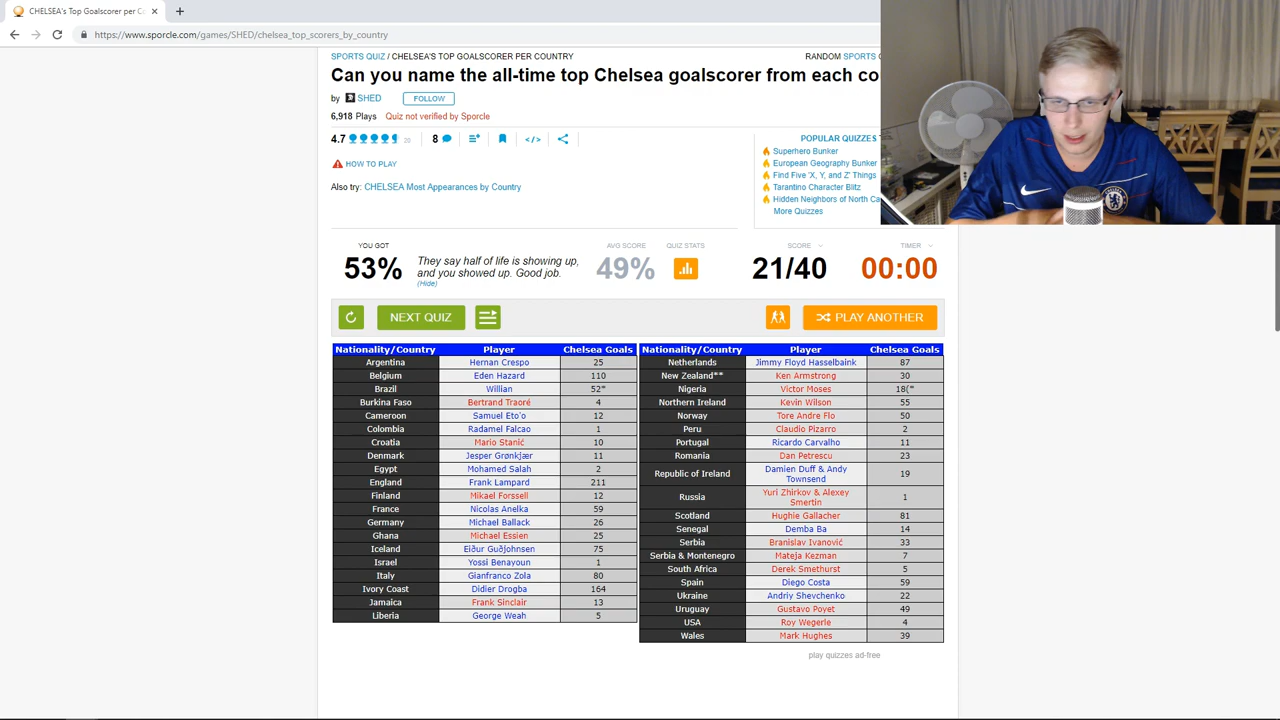 CHELSEA's Top Goalscorer per C
https://www.sporcle.com/games/SHED/chelsea_top_scorers_by_country
SPORTS QUIZ / CHELSEA'S TOP GOALSCORER PER COUNTRY
RANDOM SPORTS
Can you name the all-time top Chelsea goalscorer from each co
by SHED FOLLOW
6,918 Plays Quiz not verified by Sporcle
4.7 20 8 </>
HOW TO PLAY
Also try: CHELSEA Most Appearances by Country
POPULAR QUIZZES T
Superhero Bunker
European Geography Bunker
Find Five 'X, Y, and Z' Things
Tarantino Character Blitz
Hidden Neighbors of North Ca
More Quizzes
YOU GOT
53%
They say half of life is showing up,
and you showed up. Good job.
(Hide)
AVG SCORE
49%
QUIZ STATS
SCORE
21/40
TIMER
00:00
NEXT QUIZ
PLAY ANOTHER
Nationality/Country Player Chelsea Goals
Argentina Hernan Crespo 25
Belgium Eden Hazard 110
Brazil Willian 52*
Burkina Faso Bertrand Traoré 4
Cameroon Samuel Eto'o 12
Colombia Radamel Falcao 1
Croatia Mario Stanić 10
Denmark Jesper Grønkjær 11
Egypt Mohamed Salah 2
England Frank Lampard 211
Finland Mikael Forssell 12
France Nicolas Anelka 59
Germany Michael Ballack 26
Ghana Michael Essien 25
Iceland Eiður Guðjohnsen 75
Israel Yossi Benayoun 1
Italy Gianfranco Zola 80
Ivory Coast Didier Drogba 164
Jamaica Frank Sinclair 13
Liberia George Weah 5
Nationality/Country Player Chelsea Goals
Netherlands Jimmy Floyd Hasselbaink 87
New Zealand** Ken Armstrong 30
Nigeria Victor Moses 18(*
Northern Ireland Kevin Wilson 55
Norway Tore Andre Flo 50
Peru Claudio Pizarro 2
Portugal Ricardo Carvalho 11
Romania Dan Petrescu 23
Republic of Ireland Damien Duff & Andy
Townsend 19
Russia Yuri Zhirkov & Alexey
Smertin 1
Scotland Hughie Gallacher 81
Senegal Demba Ba 14
Serbia Branislav Ivanović 33
Serbia & Montenegro Mateja Kezman 7
South Africa Derek Smethurst 5
Spain Diego Costa 59
Ukraine Andriy Shevchenko 22
Uruguay Gustavo Poyet 49
USA Roy Wegerle 4
Wales Mark Hughes 39
play quizzes ad-free